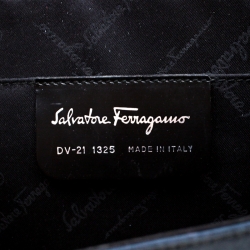 Salvatore Ferragamo
DV-21 1325 MADE IN ITALY